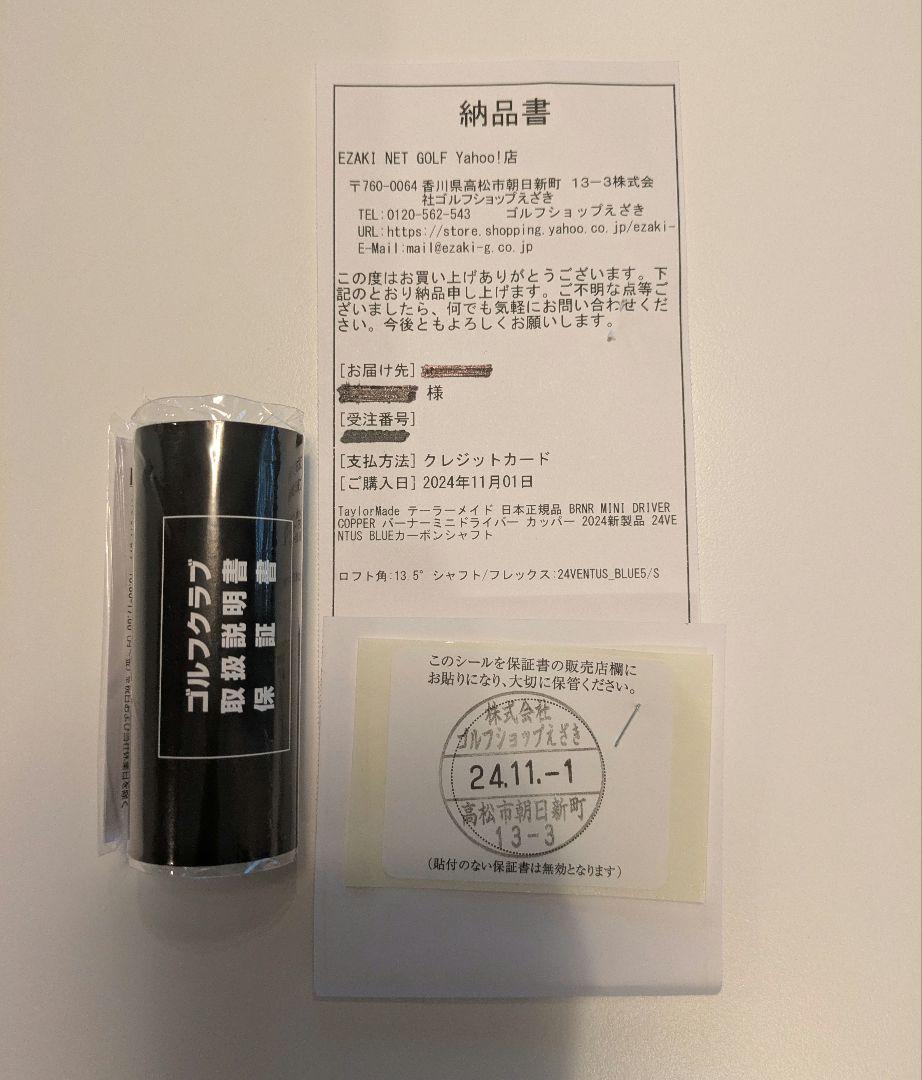 納品書
EZAKI NET GOLF Yahoo!店
〒760-0064 香川県高松市朝日新町 13-3株式会
社ゴルフショップえざき
TEL:0120-562-543 ゴルフショップえざき
URL:https://store.shopping.yahoo.co.jp/ezaki-
E-Mail:mail@ezaki-g.co.jp
この度はお買い上げありがとうございます。下
記のとおり納品申し上げます。ご不明な点等ご
ざいましたら、何でも気軽にお問い合わせくだ
さい。今後ともよろしくお願いします。
[お届け先]
様
[受注番号]
[支払方法] クレジットカード
[ご購入日] 2024年11月01日
TaylorMade テーラーメイド 日本正規品 BRNR MINI DRIVER
COPPER バーナーミニドライバー カッパー 2024新製品 24VE
NTUS BLUEカーボンシャフト
ロフト角:13.5° シャフト/フレックス:24VENTUS_BLUE5/S
ゴルフクラブ
取扱説明書
保証書
このシールを保証書の販売店欄に
お貼りになり、大切に保管ください。
株式会社
ゴルフショップえざき
24.11.-1
高松市朝日新町
13-3
(貼付のない保証書は無効となります)